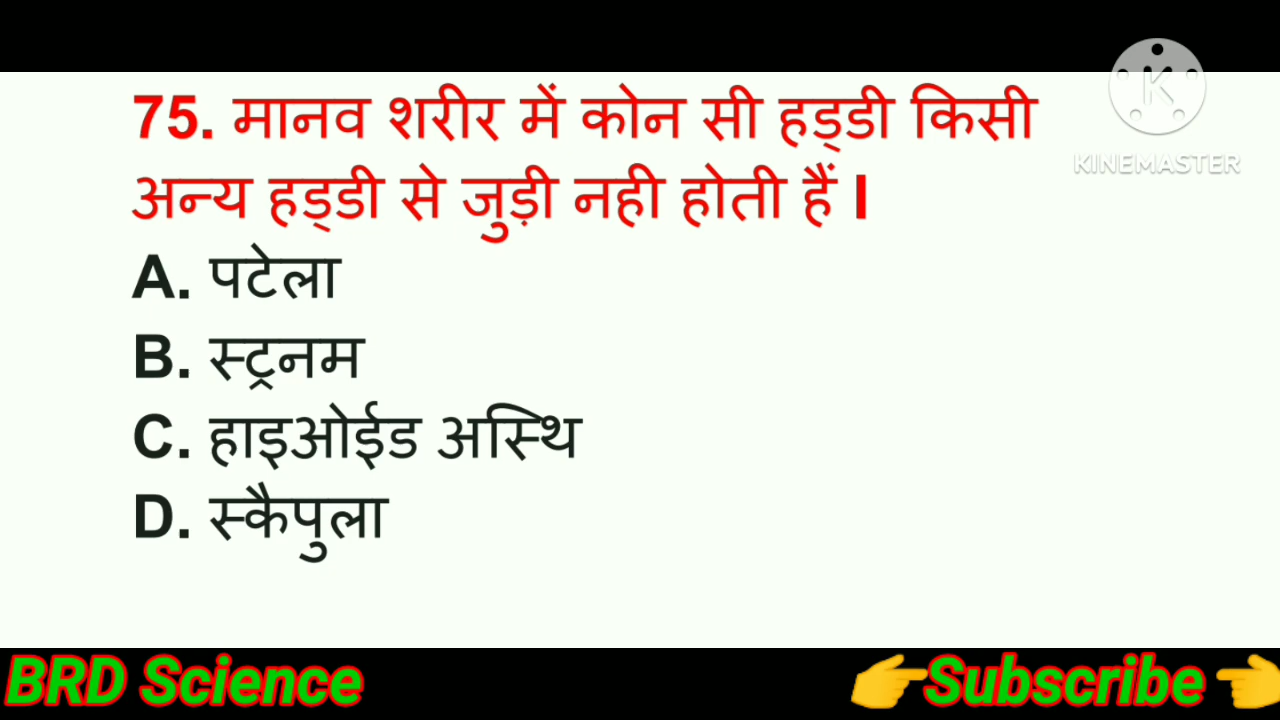 75. मानव शरीर में कोन सी हड्डी किसी
अन्य हड्डी से जुड़ी नही होती हैं I
A. पटेला
B. स्ट्रनम
C. हाइओईड अस्थि
D. स्कैपुला
K
KINEMASTER
BRD Science
Subscribe